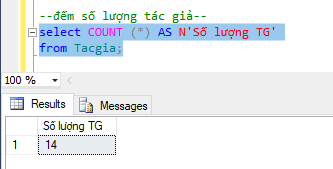 --đếm số lượng tác giả--
select COUNT (*) AS N'Số lượng TG'
from Tacgia;
100 %
Results
Messages
Số lượng TG
1
14